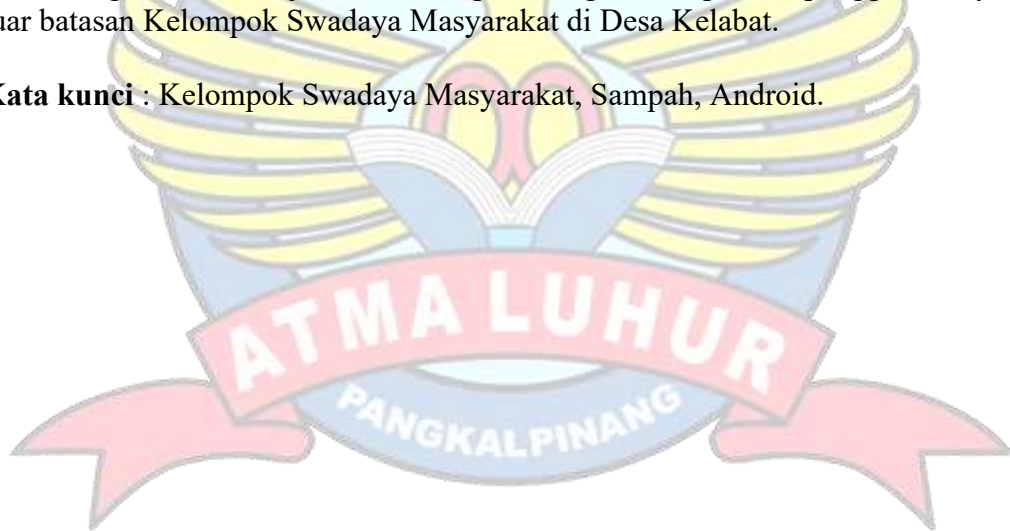 uar batasan Kelompok Swadaya Masyarakat di Desa Kelabat.
Kata kunci : Kelompok Swadaya Masyarakat, Sampah, Android.
ATMA LUHUR
PANGKALPINANG